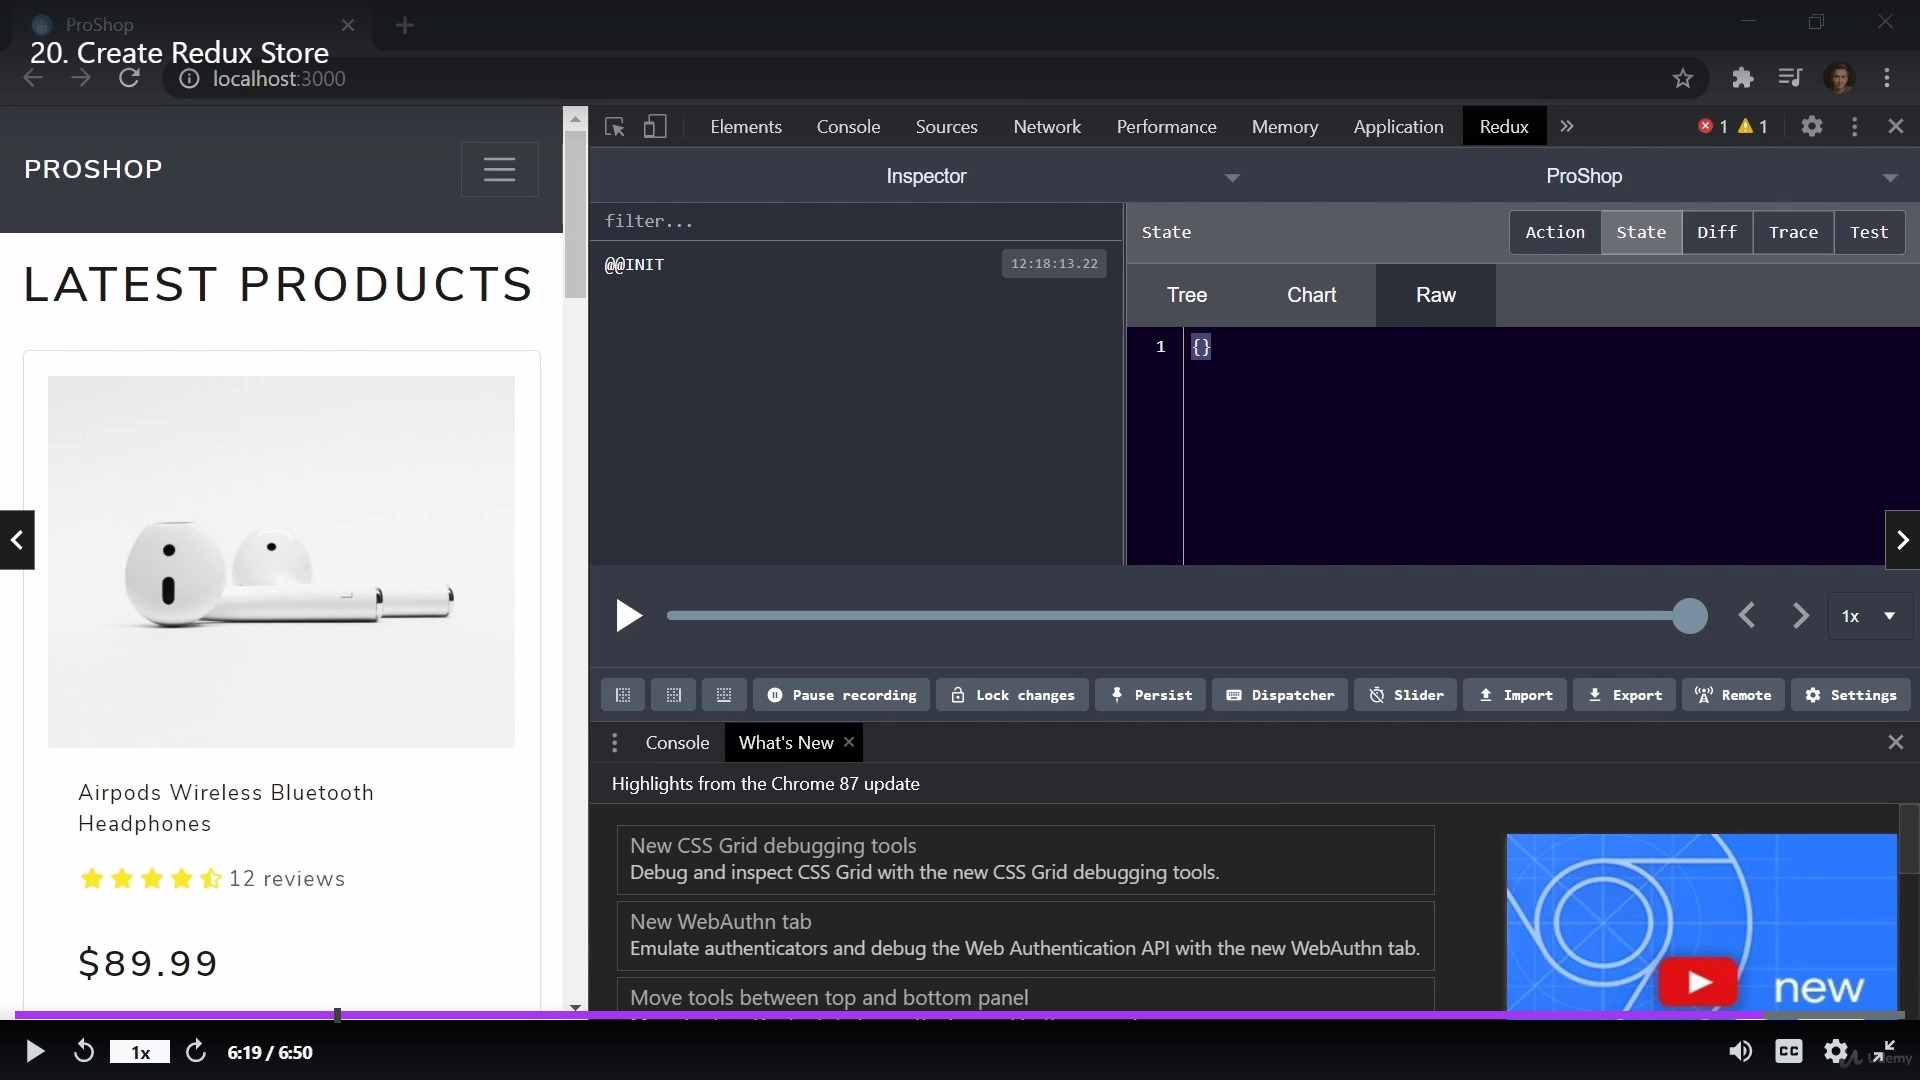 ProShop
20. Create Redux Store
localhost:3000
Elements Console Sources Network Performance Memory Application Redux » 1 1
PROSHOP
Inspector ProShop
filter...
@@INIT 12:18:13.22
State Action State Diff Trace Test
Tree Chart Raw
1 {}
LATEST PRODUCTS
1x
Pause recording Lock changes Persist Dispatcher Slider Import Export Remote Settings
Console What's New
Highlights from the Chrome 87 update
Airpods Wireless Bluetooth
Headphones
12 reviews
$89.99
New CSS Grid debugging tools
Debug and inspect CSS Grid with the new CSS Grid debugging tools.
New WebAuthn tab
Emulate authenticators and debug the Web Authentication API with the new WebAuthn tab.
Move tools between top and bottom panel
new
1x 6:19 / 6:50
CC
Udemy